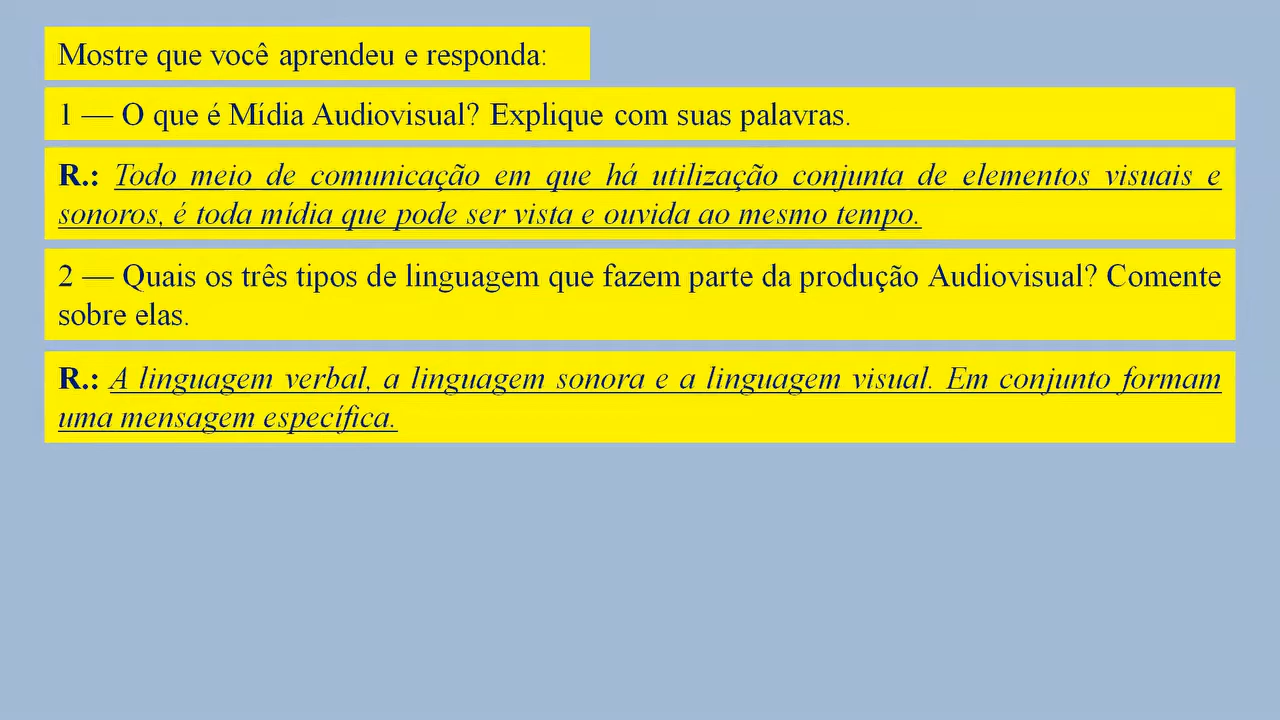 Mostre que você aprendeu e responda:
1 — O que é Mídia Audiovisual? Explique com suas palavras.
R.: Todo meio de comunicação em que há utilização conjunta de elementos visuais e
sonoros, é toda mídia que pode ser vista e ouvida ao mesmo tempo.
2 — Quais os três tipos de linguagem que fazem parte da produção Audiovisual? Comente
sobre elas.
R.: A linguagem verbal, a linguagem sonora e a linguagem visual. Em conjunto formam
uma mensagem específica.